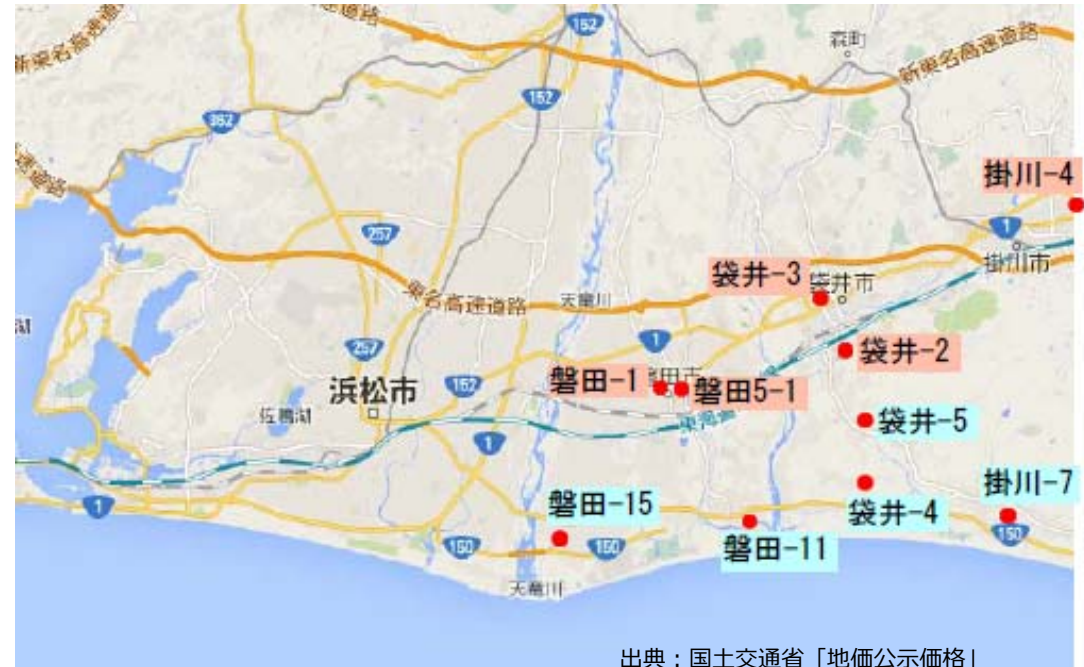 152
森町
新東名高速道路
新東名高速道路
152
362
掛川-4
257
1
掛川市
袋井-3
袋井市
東名高速道路
天竜川
1
257
袋井-2
磐田-1
磐田5-1
浜松市
152
佐鳴湖
袋井-5
1
掛川-7
磐田-15
袋井-4
1
150
磐田-11
150
150
天竜川
出典：国土交通省「地価公示価格」